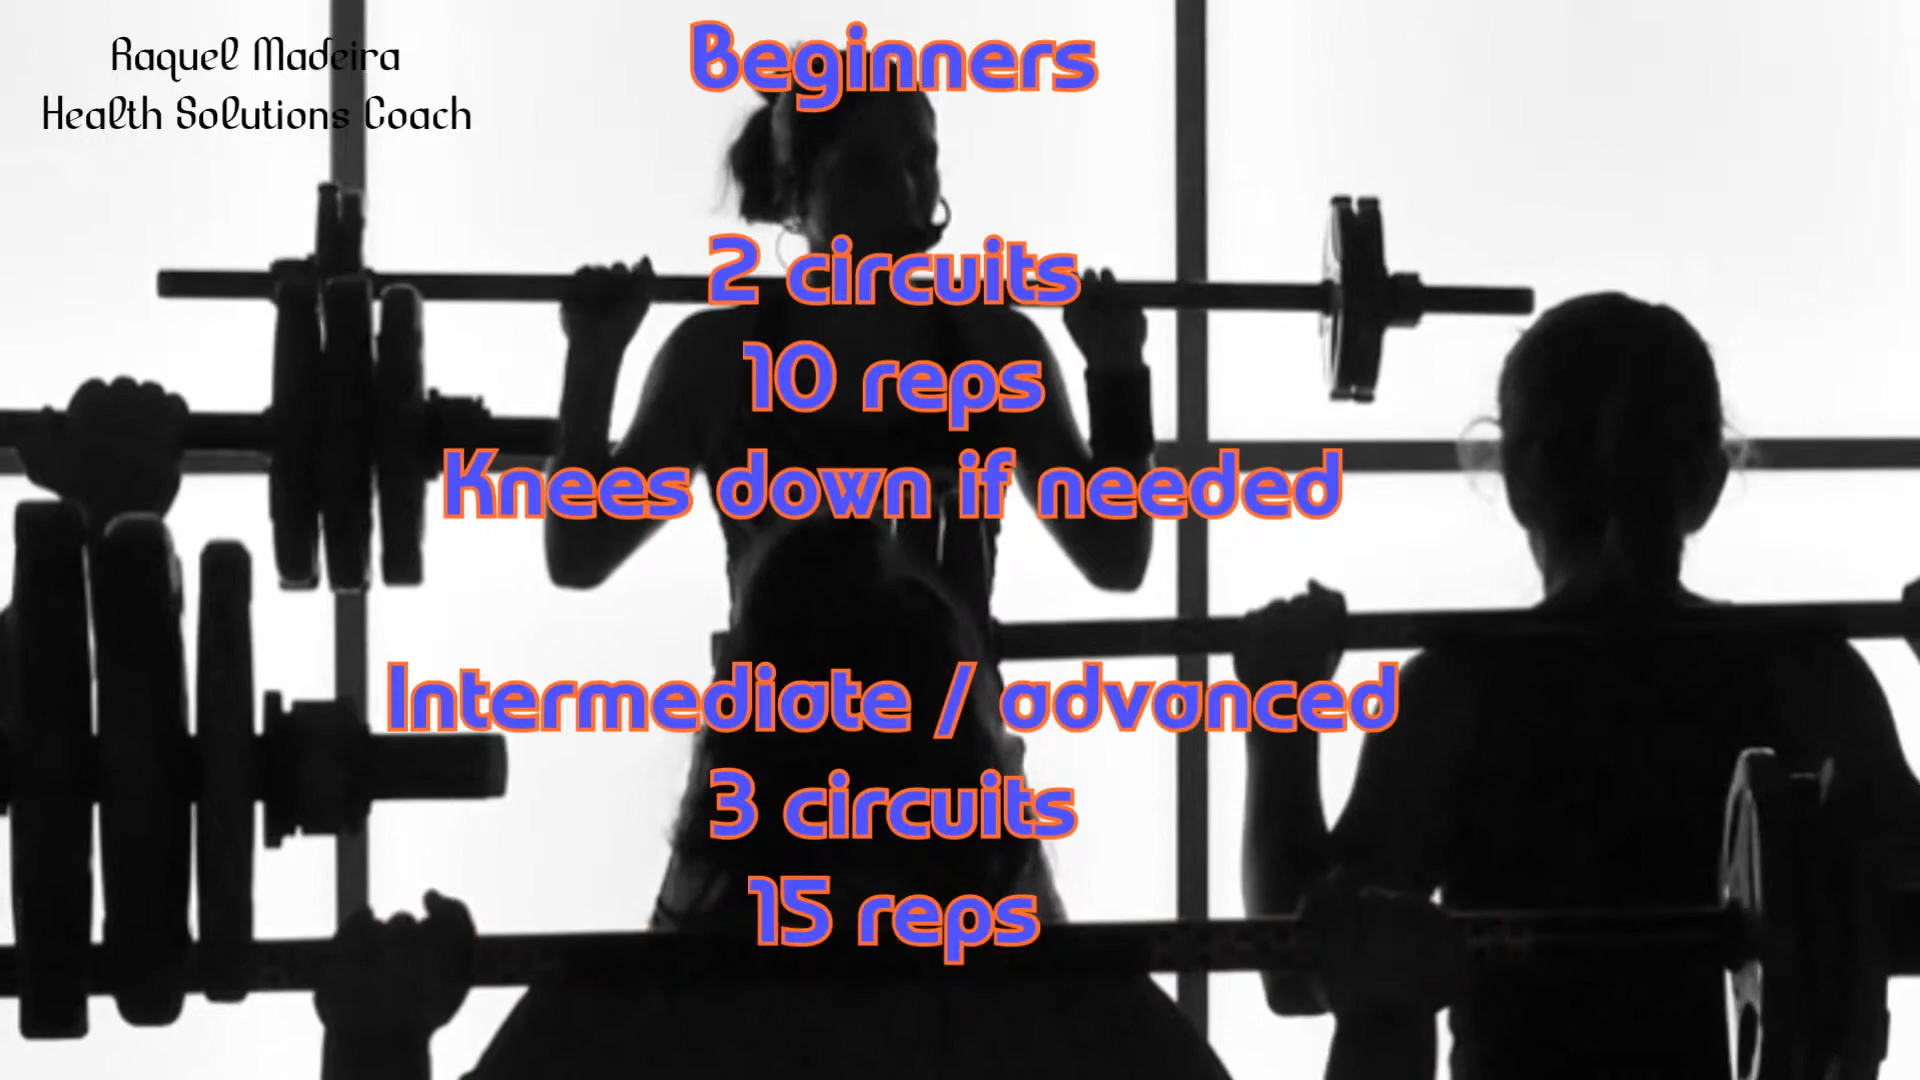 Raquel Madeira
Health Solutions Coach
Beginners
2 circuits
10 reps
Knees down if needed
Intermediate / advanced
3 circuits
15 reps